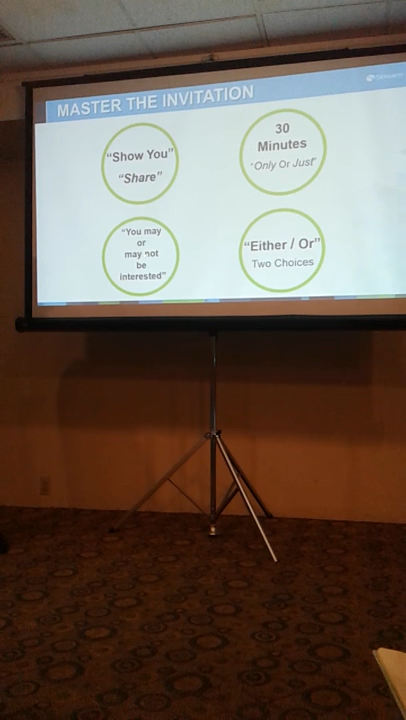 MASTER THE INVITATION
"Show You"
"Share"
30
Minutes
"Only Or Just"
"You may
or
may not
be
interested"
"Either / Or"
Two Choices